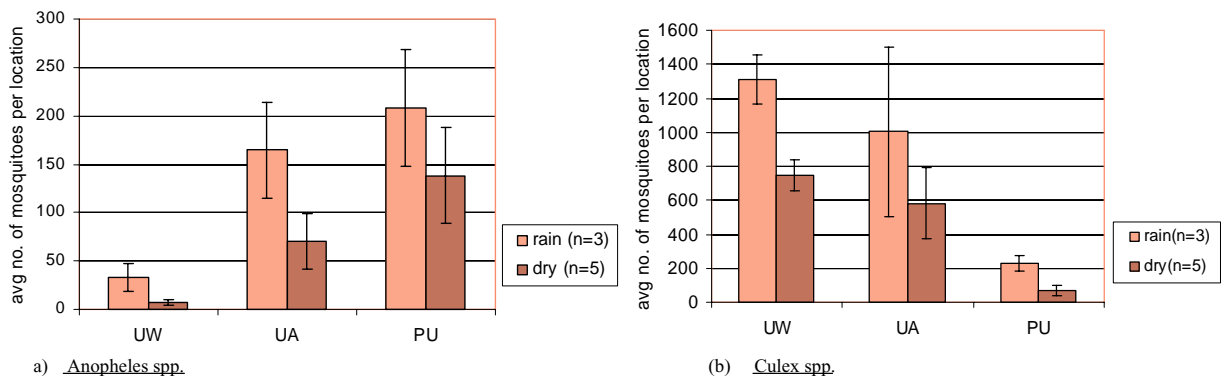 avg no. of mosquitoes per location
300
250
200
150
100
50
0
UW UA PU
rain (n=3)
dry (n=5)
a) Anopheles spp.
avg no. of mosquitoes per location
1600
1400
1200
1000
800
600
400
200
0
UW UA PU
rain(n=3)
dry(n=5)
(b) Culex spp.